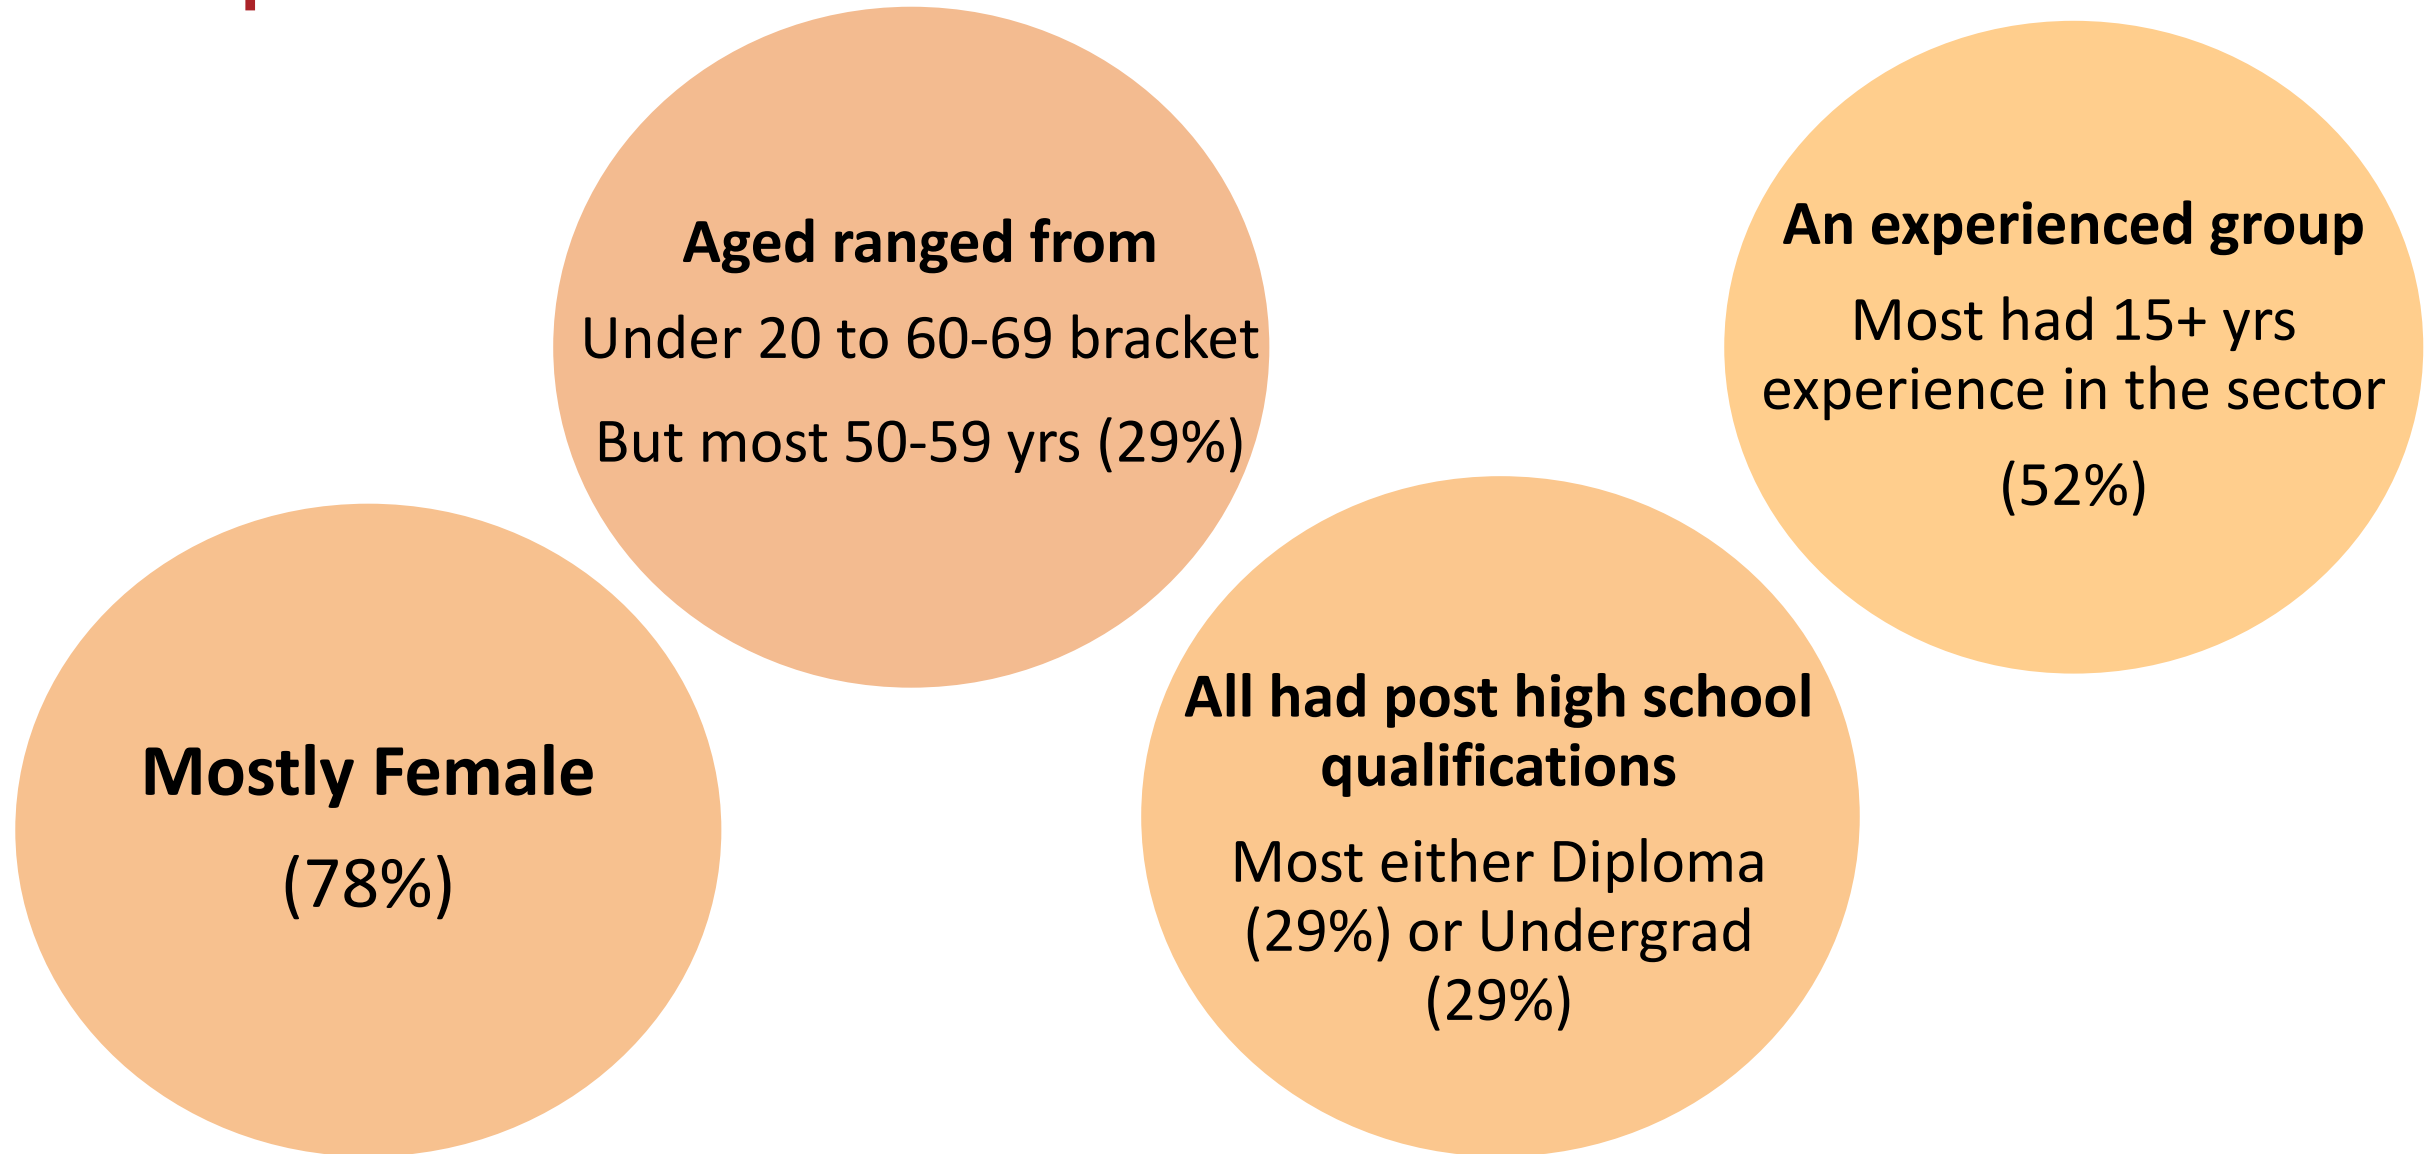 Aged ranged from
Under 20 to 60-69 bracket
But most 50-59 yrs (29%)
An experienced group
Most had 15+ yrs
experience in the sector
(52%)
Mostly Female
(78%)
All had post high school
qualifications
Most either Diploma
(29%) or Undergrad
(29%)